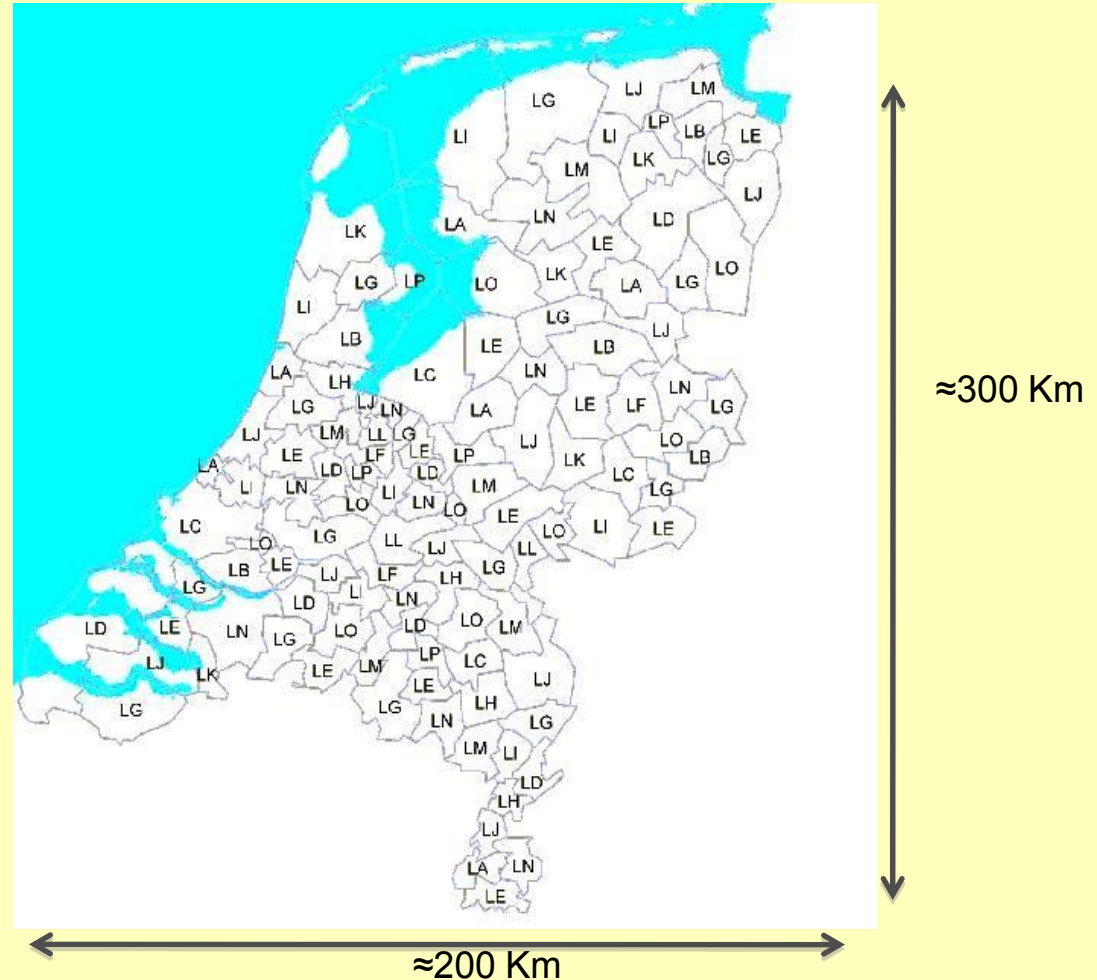 LG LJ LM
LI LI LP LB LE
LM LK LG
LJ
LA LN LD
LK LE
LG LP LO LK LA LG LO
LI LG
LB LE LB LJ
LA LH LC LN
LG LJ LN LA LE LF LN LG
LJ LM LL LG LO
LE LF LE LP LJ LB
LA LD LP LD LK LC
LI LN LI LM LG
LO LN LO LE
LC LG LO LI LE
LO LL LJ LL
LB LE LJ LF LH LG
LG LD LI LN
LD LE LN LG LO LD LO LM
LJ LK LE LM LP LC
LE LH LJ
LG LG LN LG
LM LI
LD
LH
LJ
LA LN
LE
≈300 Km
≈200 Km